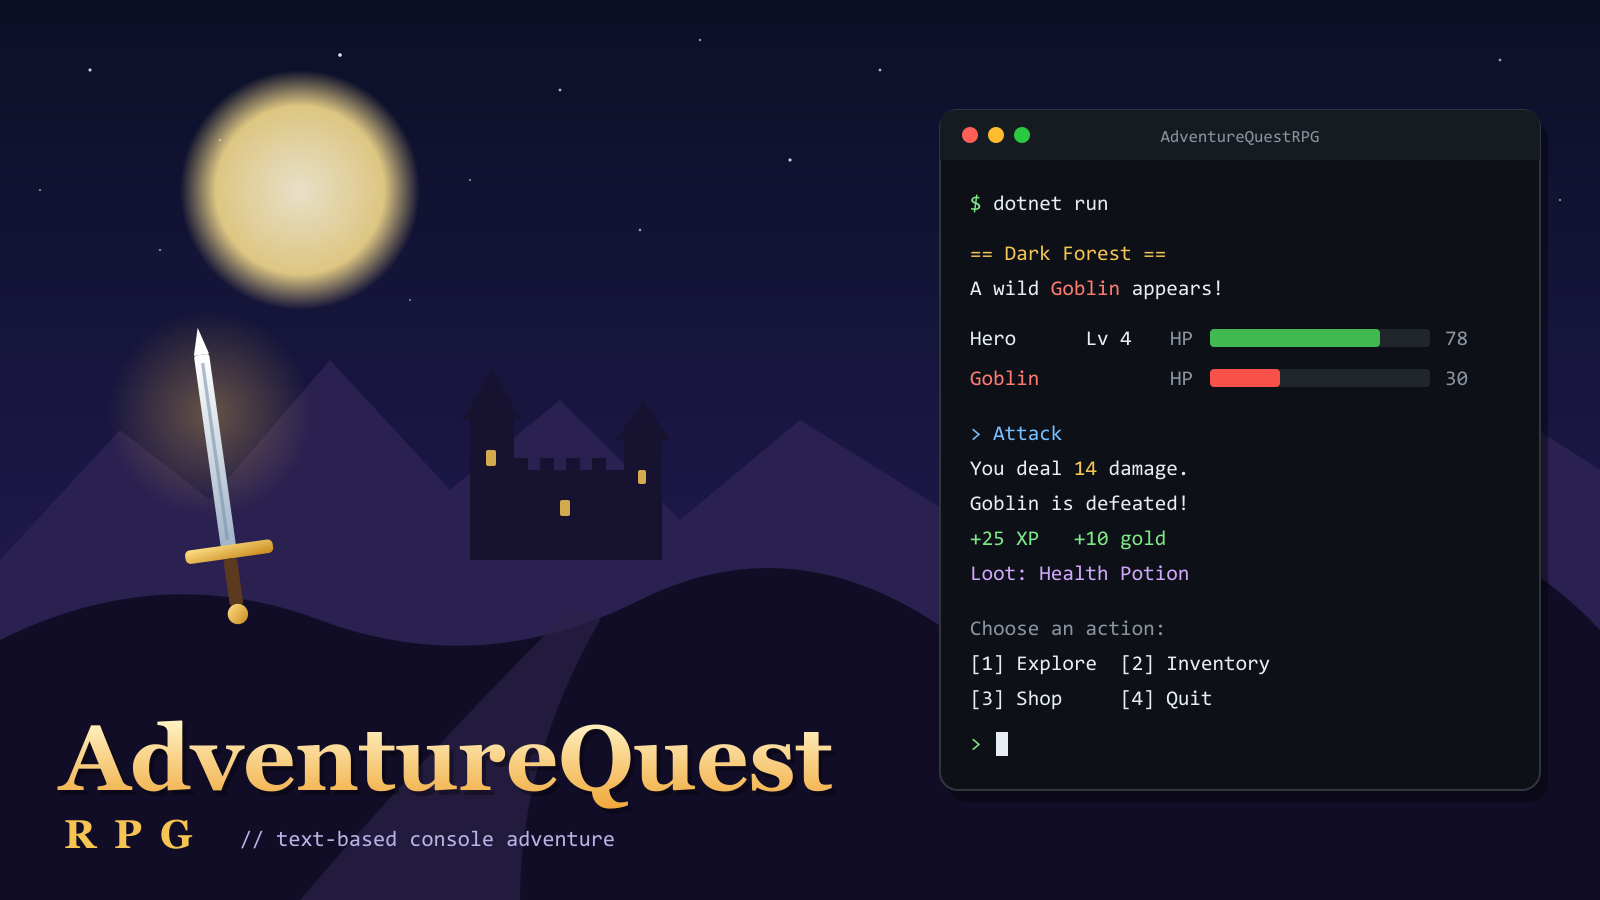 AdventureQuest
RPG // text-based console adventure
AdventureQuestRPG
$ dotnet run
== Dark Forest ==
A wild Goblin appears!
Hero Lv 4 HP 78
Goblin HP 30
> Attack
You deal 14 damage.
Goblin is defeated!
+25 XP +10 gold
Loot: Health Potion
Choose an action:
[1] Explore [2] Inventory
[3] Shop [4] Quit
>